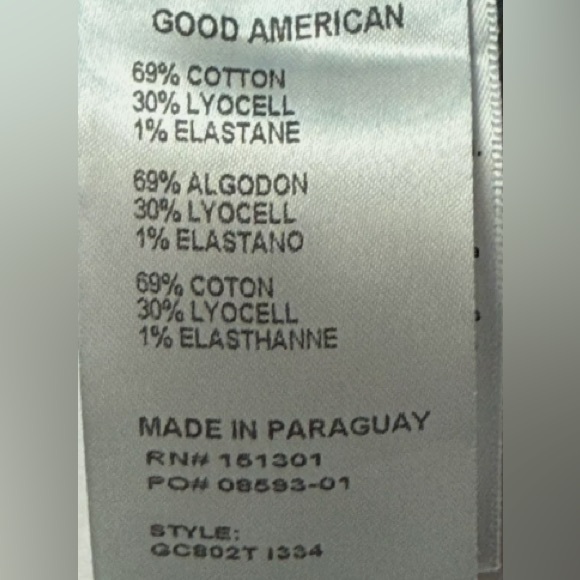 GOOD AMERICAN
69% COTTON
30% LYOCELL
1% ELASTANE
69% ALGODON
30% LYOCELL
1% ELASTANO
69% COTON
30% LYOCELL
1% ELASTHANNE
MADE IN PARAGUAY
RN# 151301
PO# 08593-01
STYLE:
GC802T I334